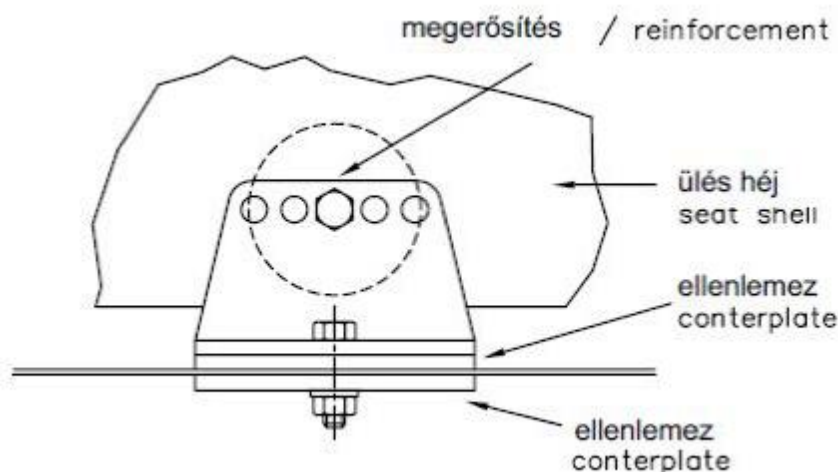 megerősítés / reinforcement
ülés héj
seat shell
ellenlemez
conterplate
ellenlemez
conterplate